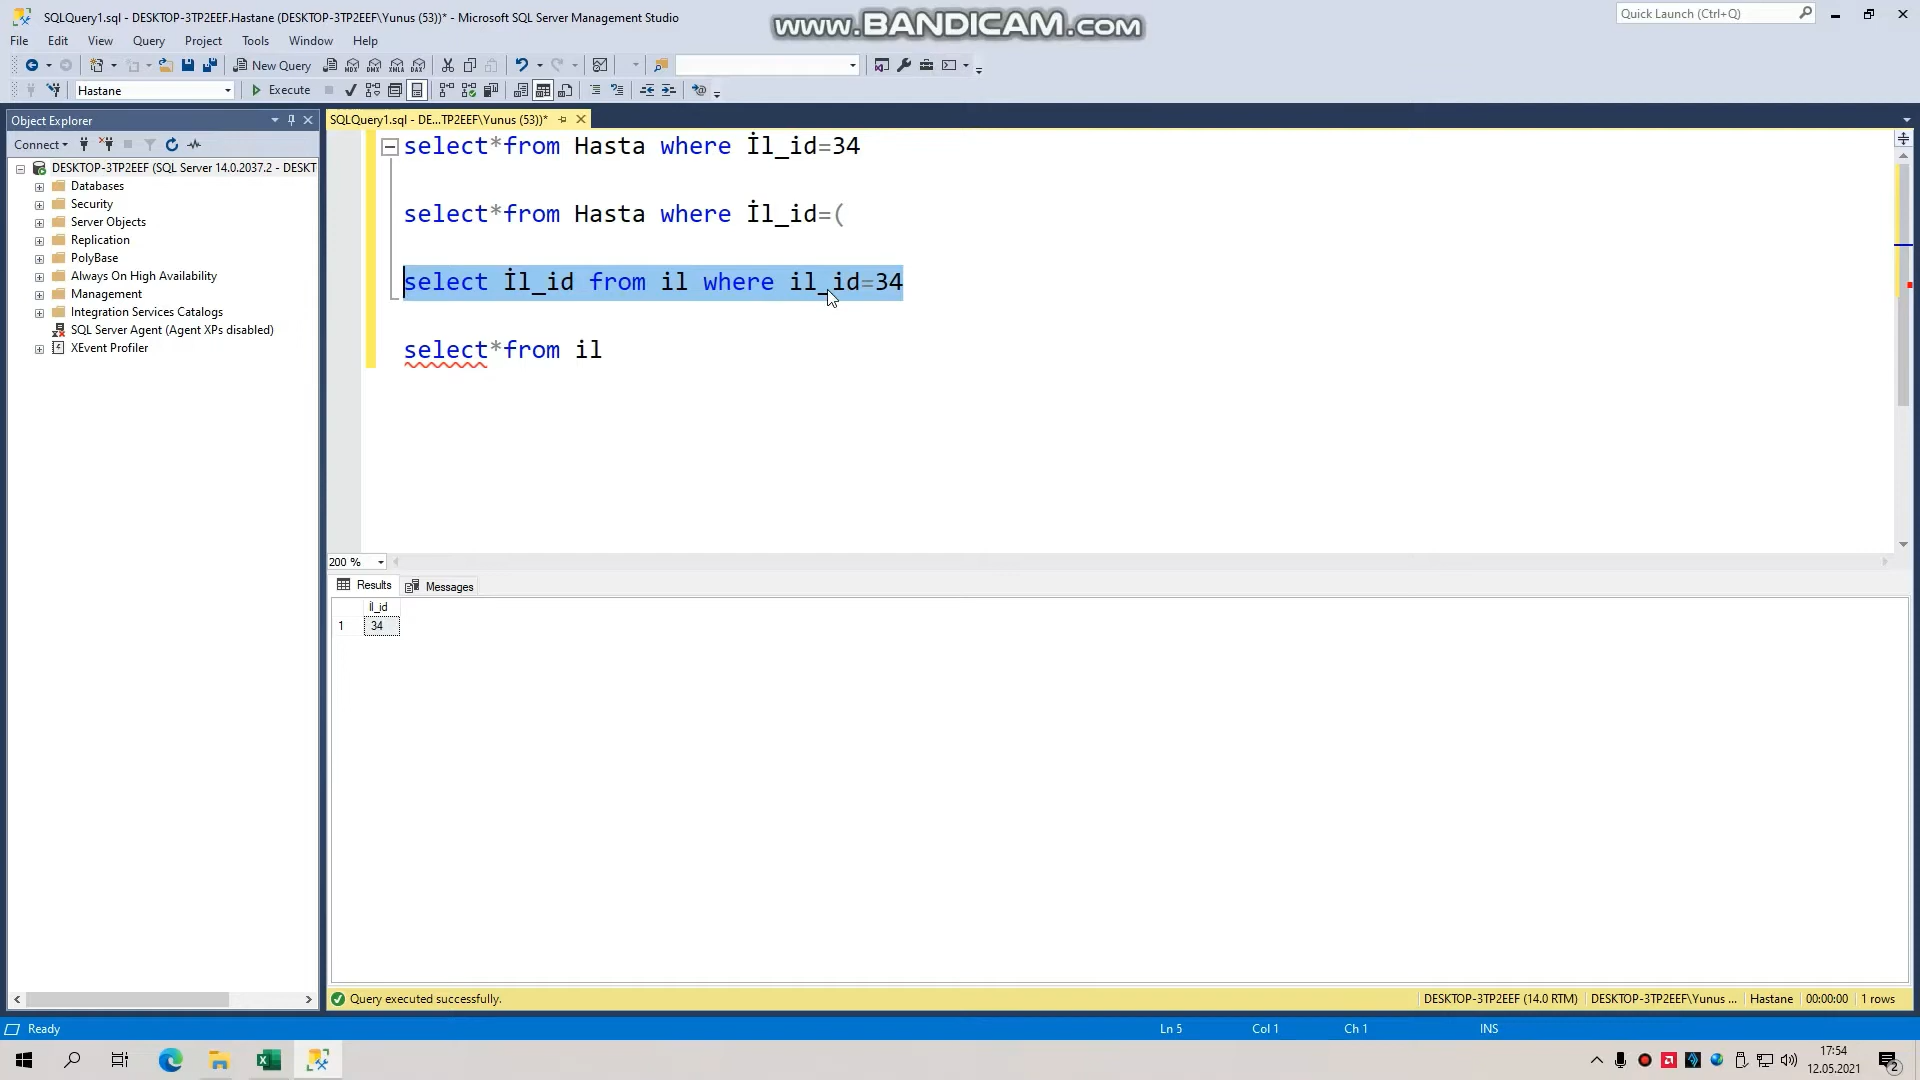 SQLQuery1.sql - DESKTOP-3TP2EEF.Hastane (DESKTOP-3TP2EEF\Yunus (53))* - Microsoft SQL Server Management Studio
www.BANDICAM.com
Quick Launch (Ctrl+Q)
File Edit View Query Project Tools Window Help
New Query
MDX DMX XMLA DAX
Hastane
Execute
Object Explorer
SQLQuery1.sql - DE...TP2EEF\Yunus (53))*
Connect
DESKTOP-3TP2EEF (SQL Server 14.0.2037.2 - DESKT
Databases
Security
Server Objects
Replication
PolyBase
Always On High Availability
Management
Integration Services Catalogs
SQL Server Agent (Agent XPs disabled)
XEvent Profiler
select*from Hasta where İl_id=34
select*from Hasta where İl_id=(
select İl_id from il where il_id=34
select*from il
200 %
Results Messages
İl_id
1 34
Query executed successfully.
DESKTOP-3TP2EEF (14.0 RTM) DESKTOP-3TP2EEF\Yunus ... Hastane 00:00:00 1 rows
Ready
Ln 5 Col 1 Ch 1 INS
17:54
12.05.2021
2